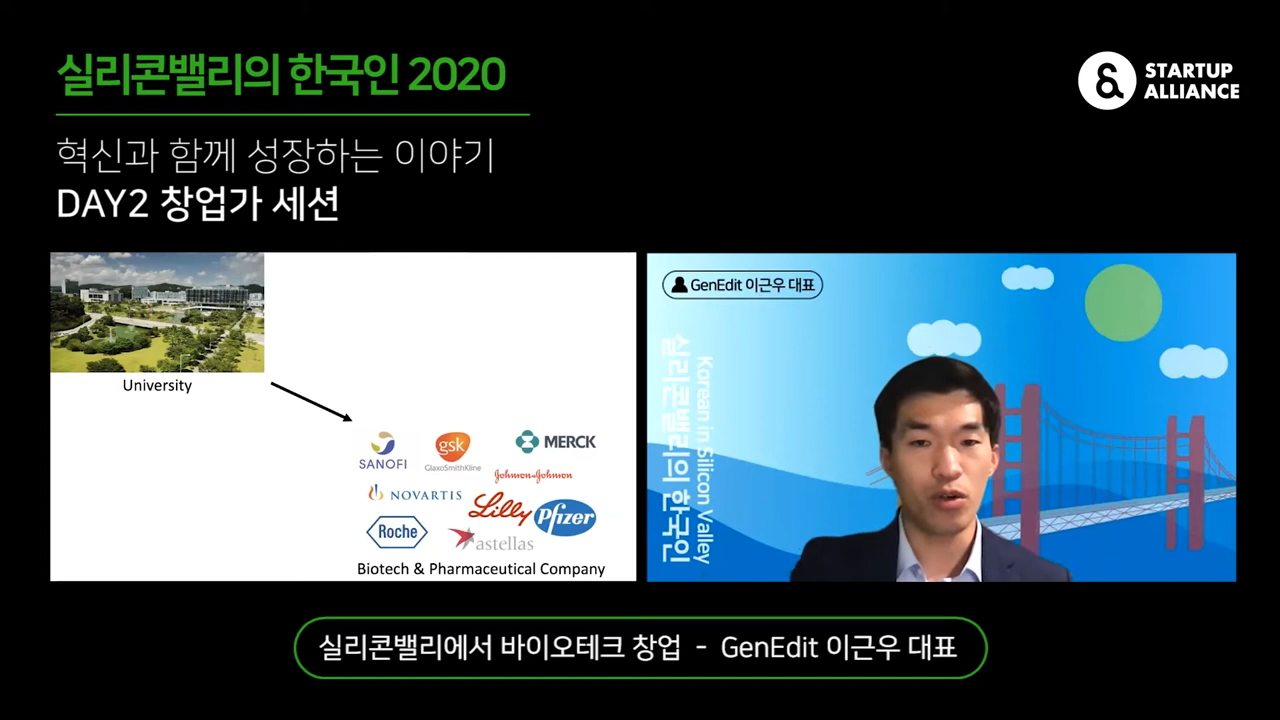 실리콘밸리의 한국인 2020
STARTUP
ALLIANCE
혁신과 함께 성장하는 이야기
DAY2 창업가 세션
University
SANOFI
gsk
GlaxoSmithKline
MERCK
Johnson & Johnson
NOVARTIS
Lilly
Pfizer
Roche
astellas
Biotech & Pharmaceutical Company
GenEdit 이근우 대표
Korean in Silicon Valley
실리콘밸리의 한국인
실리콘밸리에서 바이오테크 창업 - GenEdit 이근우 대표